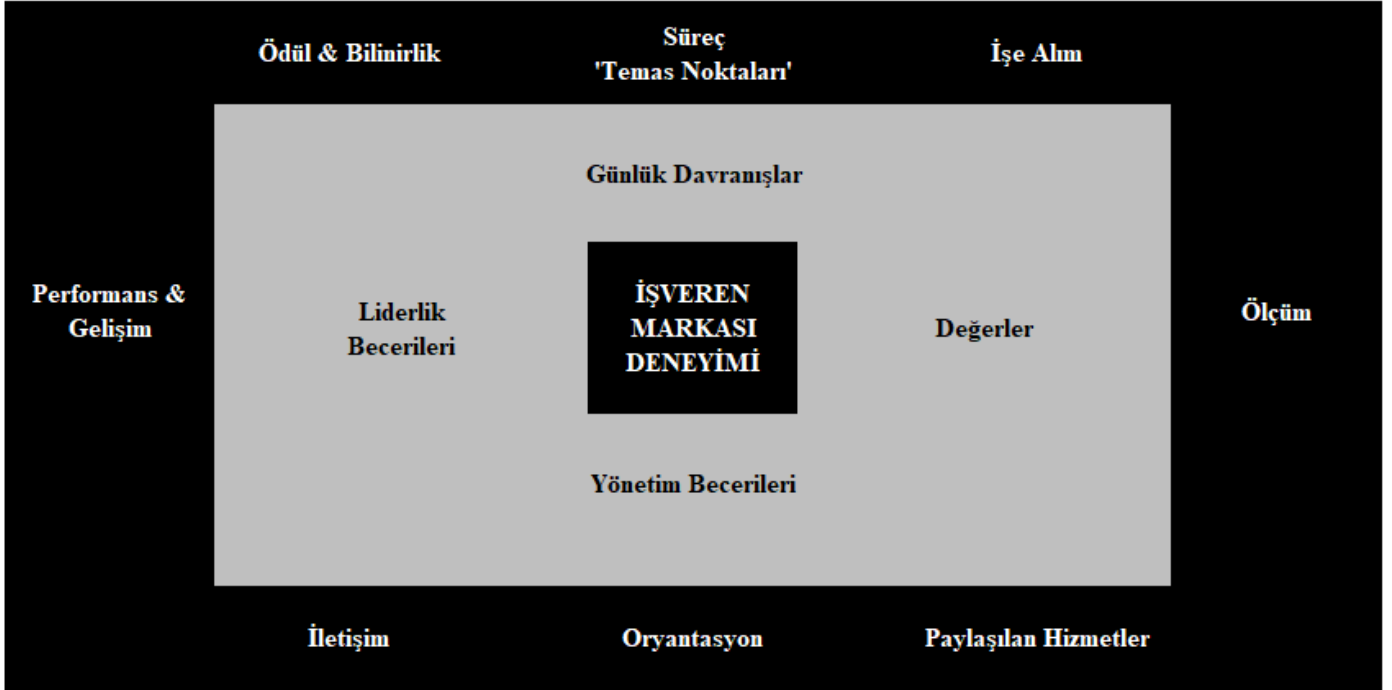 Ödül & Bilinirlik
Süreç
'Temas Noktaları'
İşe Alım
Günlük Davranışlar
Performans &
Gelişim
Liderlik
Becerileri
İŞVEREN
MARKASI
DENEYİMİ
Değerler
Ölçüm
Yönetim Becerileri
İletişim
Oryantasyon
Paylaşılan Hizmetler